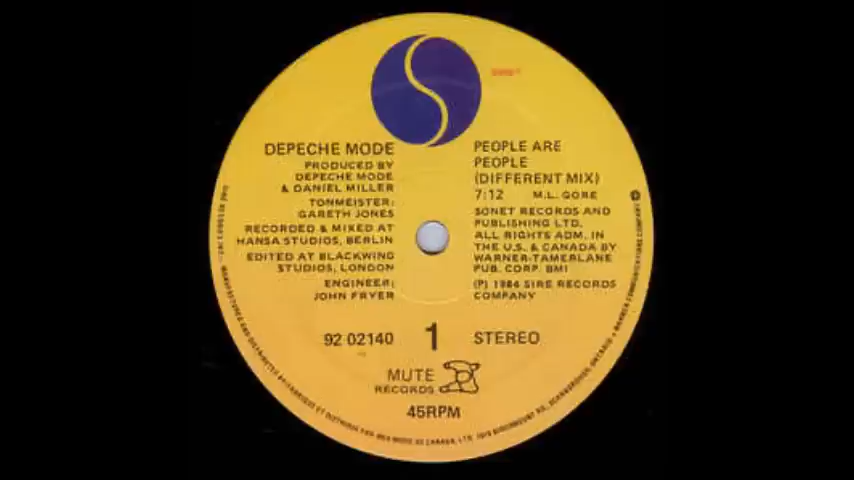 DEPECHE MODE
PRODUCED BY
DEPECHE MODE
& DANIEL MILLER
TONMEISTER:
GARETH JONES
RECORDED & MIXED AT
HANSA STUDIOS, BERLIN
EDITED AT BLACKWING
STUDIOS, LONDON
ENGINEER:
JOHN FRYER
PEOPLE ARE
PEOPLE
(DIFFERENT MIX)
7:12 M.L. GORE
SONET RECORDS AND
PUBLISHING LTD.
ALL RIGHTS ADM. IN
THE U.S. & CANADA BY
WARNER-TAMERLANE
PUB. CORP. BMI
(P) 1984 SIRE RECORDS
COMPANY
92 02140 1 STEREO
MUTE
RECORDS
45RPM
MANUFACTURED AND DISTRIBUTED